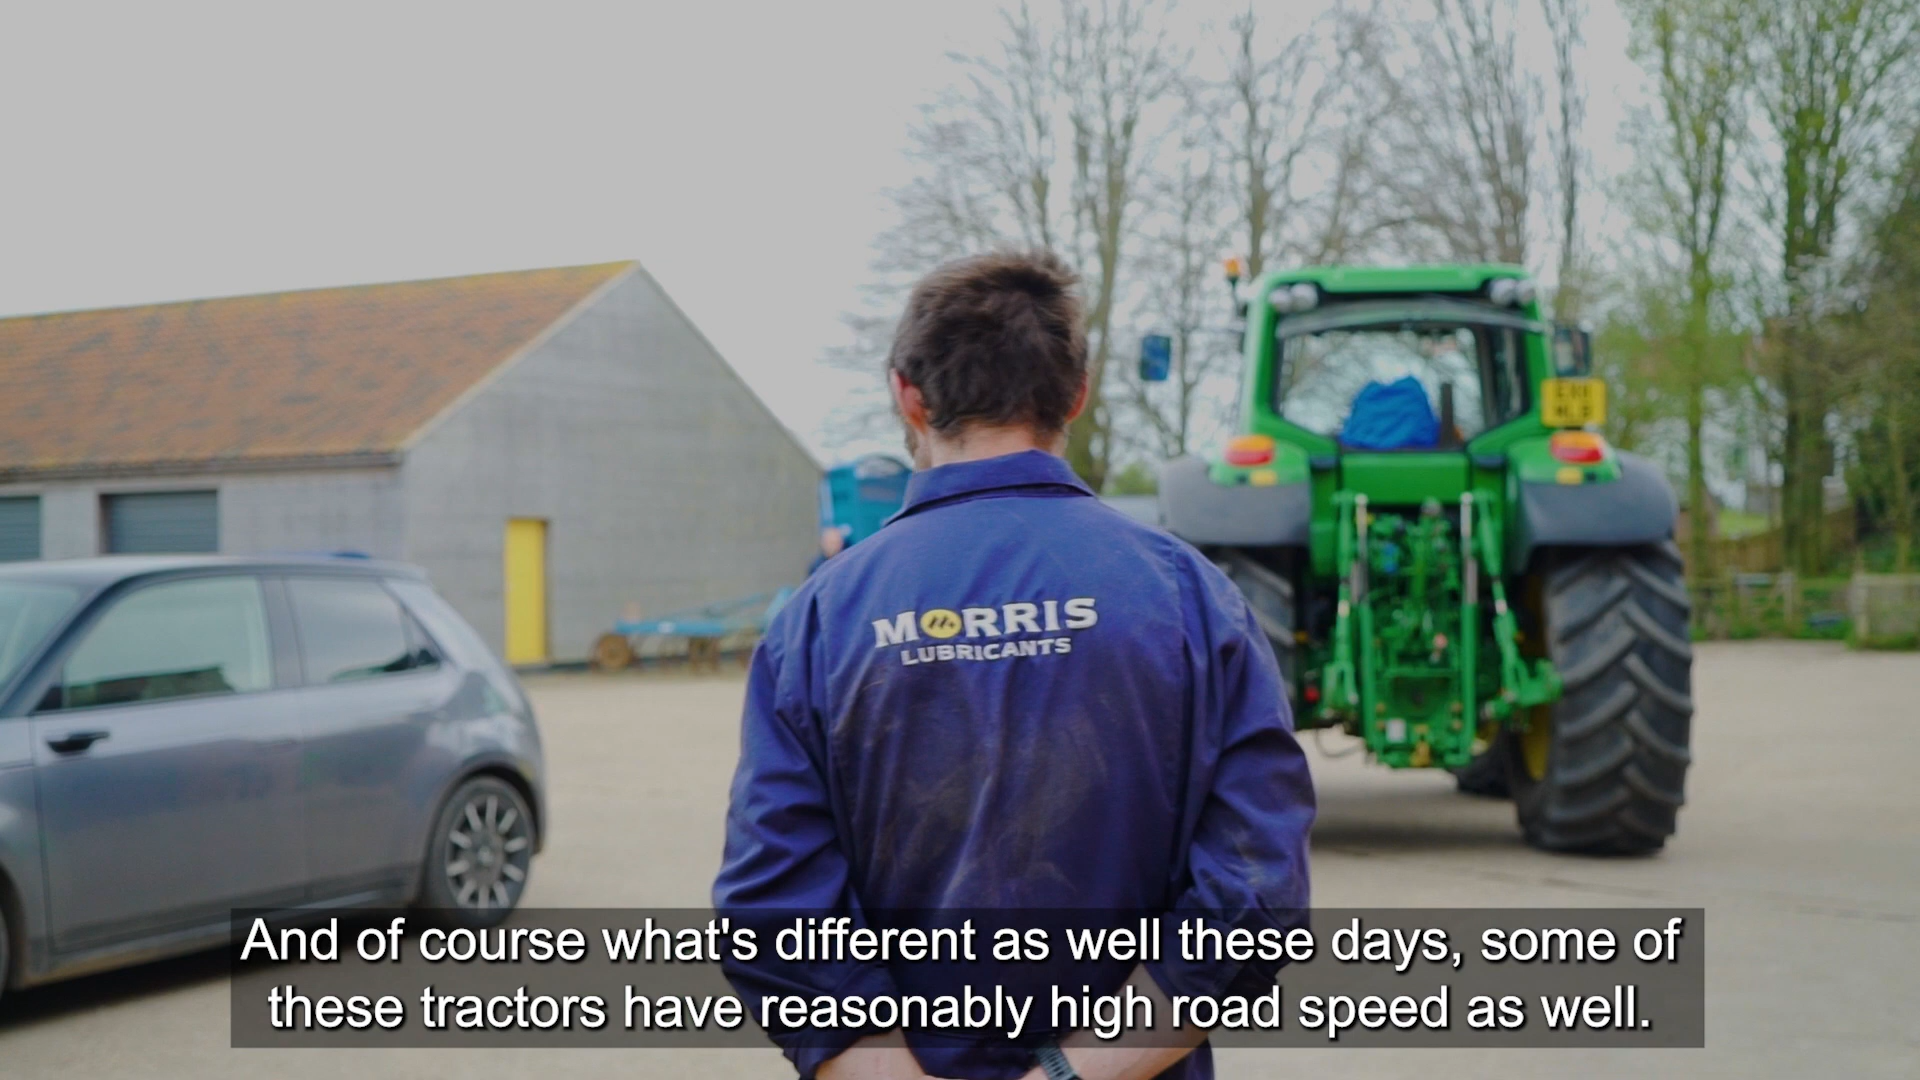 MORRIS
LUBRICANTS
And of course what's different as well these days, some of
these tractors have reasonably high road speed as well.